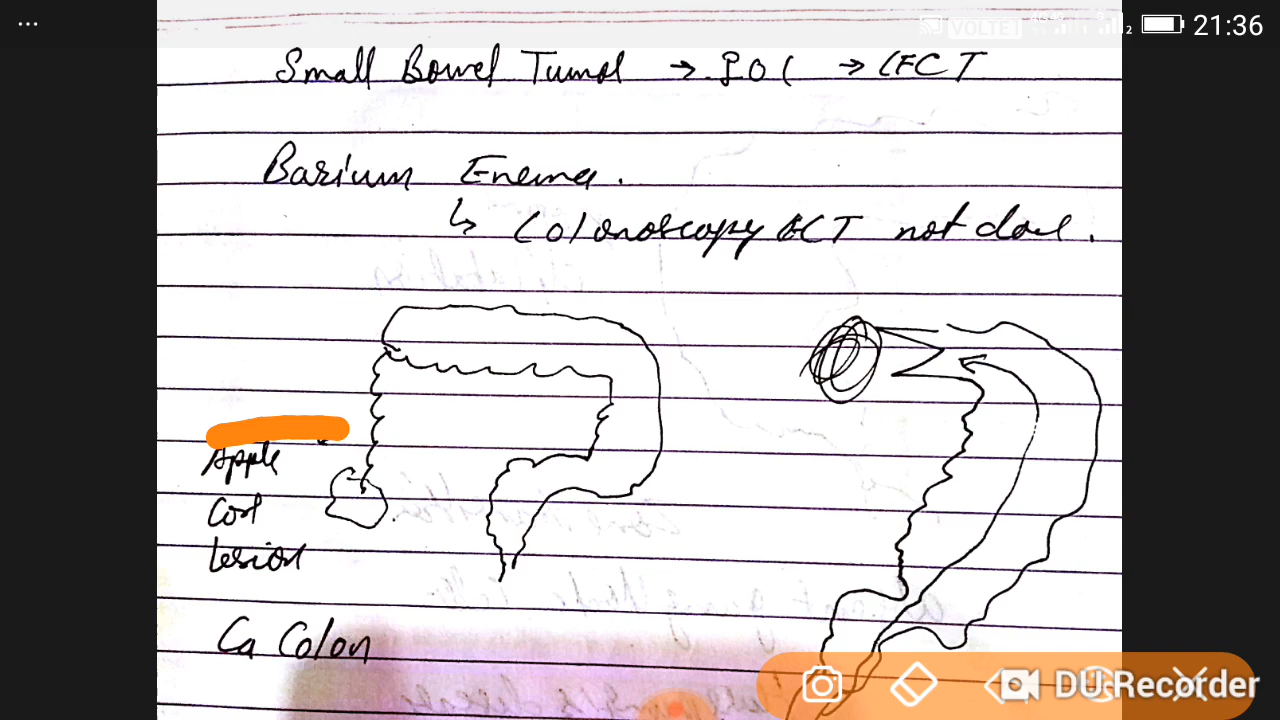 VOLTE 21:36
Small Bowel Tumor → IOC → CECT
Barium Enema.
↳ Colonoscopy & CT not done.
Apple
Core
Lesion
Ca Colon
DU Recorder